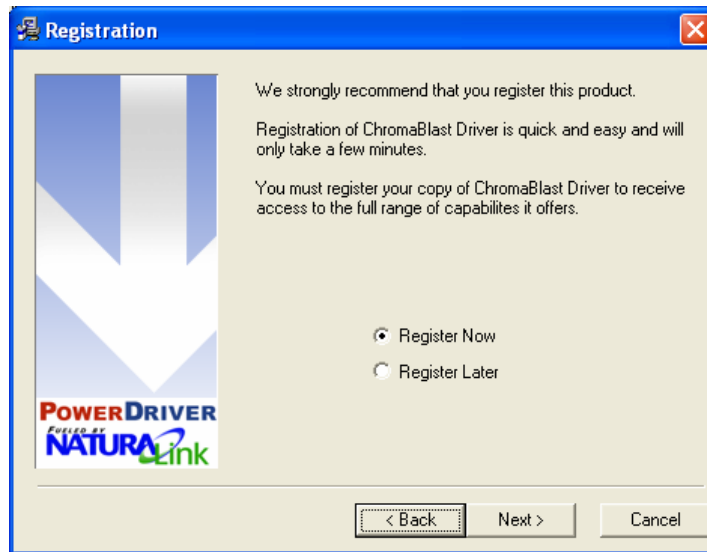 Registration
We strongly recommend that you register this product.
Registration of ChromaBlast Driver is quick and easy and will
only take a few minutes.
You must register your copy of ChromaBlast Driver to receive
access to the full range of capabilites it offers.
Register Now
Register Later
POWERDRIVER
FUELED BY
NATURALink
< Back
Next >
Cancel